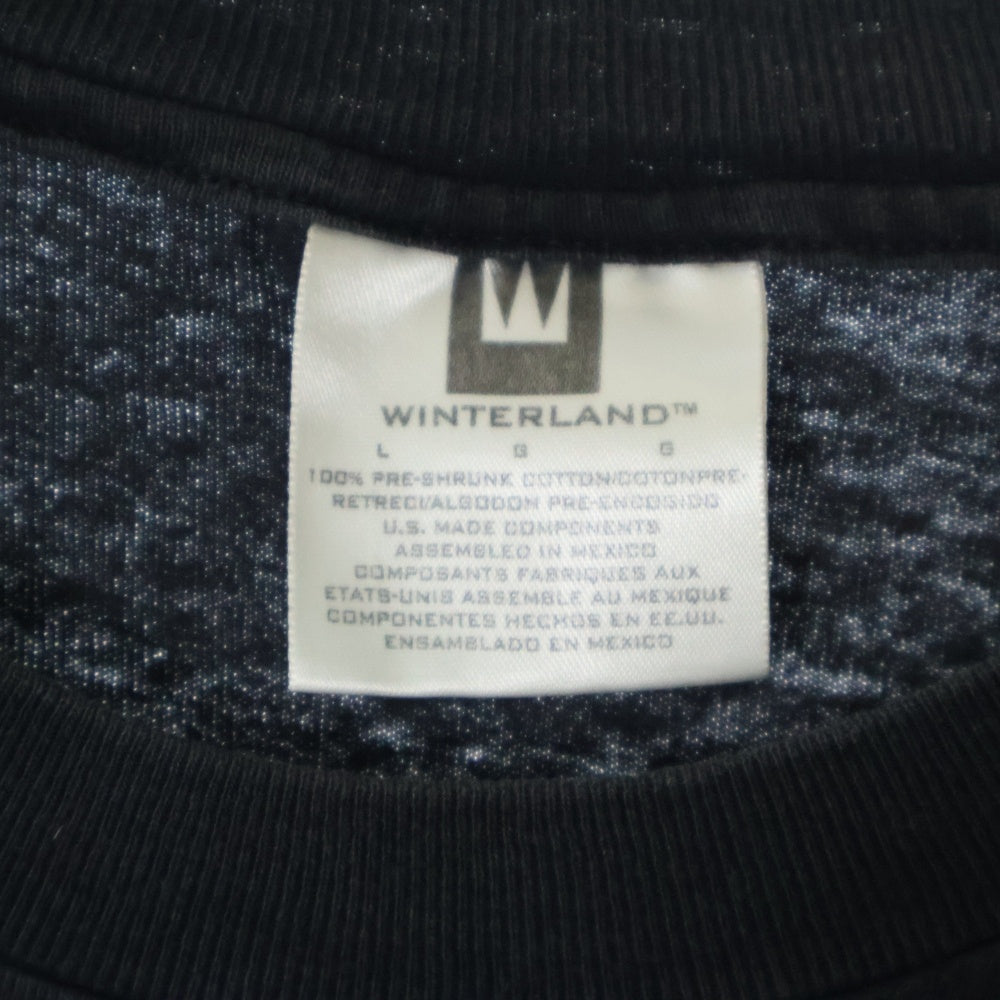 W
WINTERLAND™
L G G
100% PRE-SHRUNK COTTON/COTONPRE-
RETRECI/ALGODON PRE-ENCOGIDO
U.S. MADE COMPONENTS
ASSEMBLED IN MEXICO
COMPOSANTS FABRIQUES AUX
ETATS-UNIS ASSEMBLE AU MEXIQUE
COMPONENTES HECHOS EN EE.UU.
ENSAMBLADO EN MEXICO